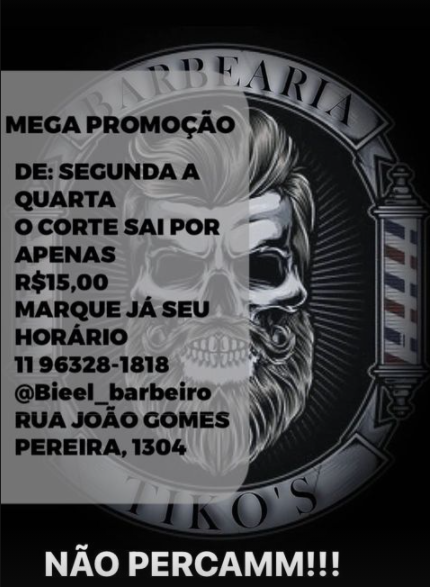 BARBEARIA
MEGA PROMOÇÃO
DE: SEGUNDA A
QUARTA
O CORTE SAI POR
APENAS
R$15,00
MARQUE JÁ SEU
HORÁRIO
11 96328-1818
@Bieel_barbeiro
RUA JOÃO GOMES
PEREIRA, 1304
TIKO'S
NÃO PERCAMM!!!